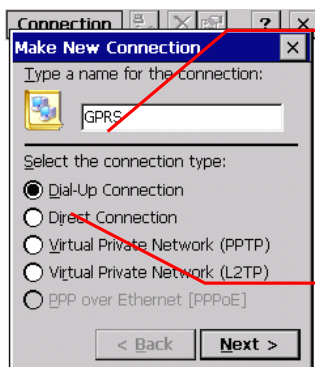 Connection ? ×
Make New Connection ×
Type a name for the connection:
GPRS
Select the connection type:
Dial-Up Connection
Direct Connection
Virtual Private Network (PPTP)
Virtual Private Network (L2TP)
PPP over Ethernet [PPPoE]
< Back Next >